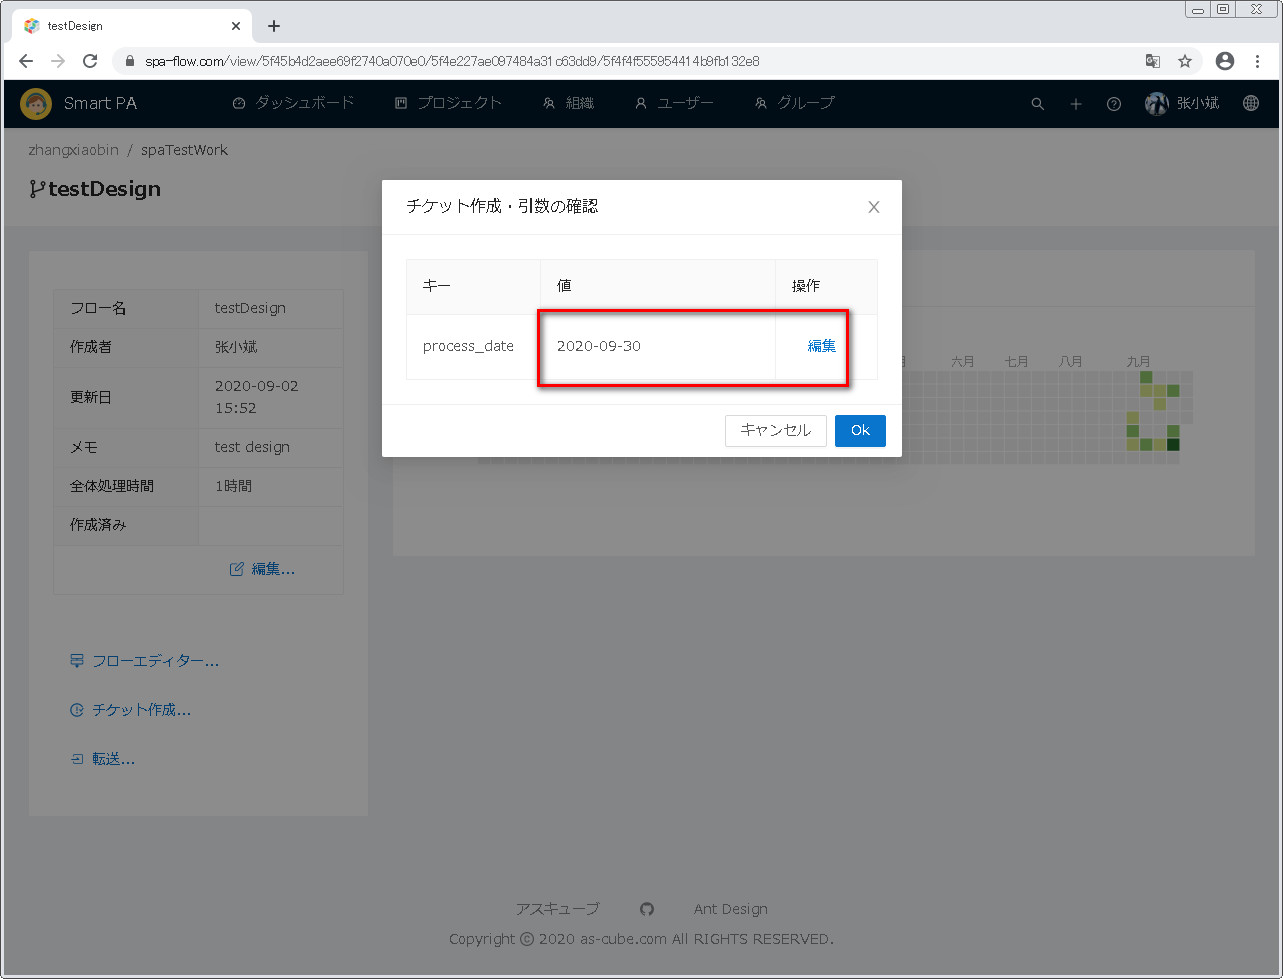 testDesign
spa-flow.com/view/5f45b4d2aee69f2740a070e0/5f4e227ae097484a31c63dd9/5f4f4f555954414b9fb132e8
Smart PA ダッシュボード プロジェクト 組織 ユーザー グループ 张小斌
zhangxiaobin / spaTestWork
testDesign
チケット作成・引数の確認
キー 値 操作
process_date 2020-09-30 編集
キャンセル Ok
フロー名 testDesign
作成者 张小斌
更新日 2020-09-02
15:52
メモ test design
全体処理時間 1時間
作成済み
編集...
フローエディター...
チケット作成...
転送...
月 六月 七月 八月 九月
アスキューブ Ant Design
Copyright © 2020 as-cube.com All RIGHTS RESERVED.